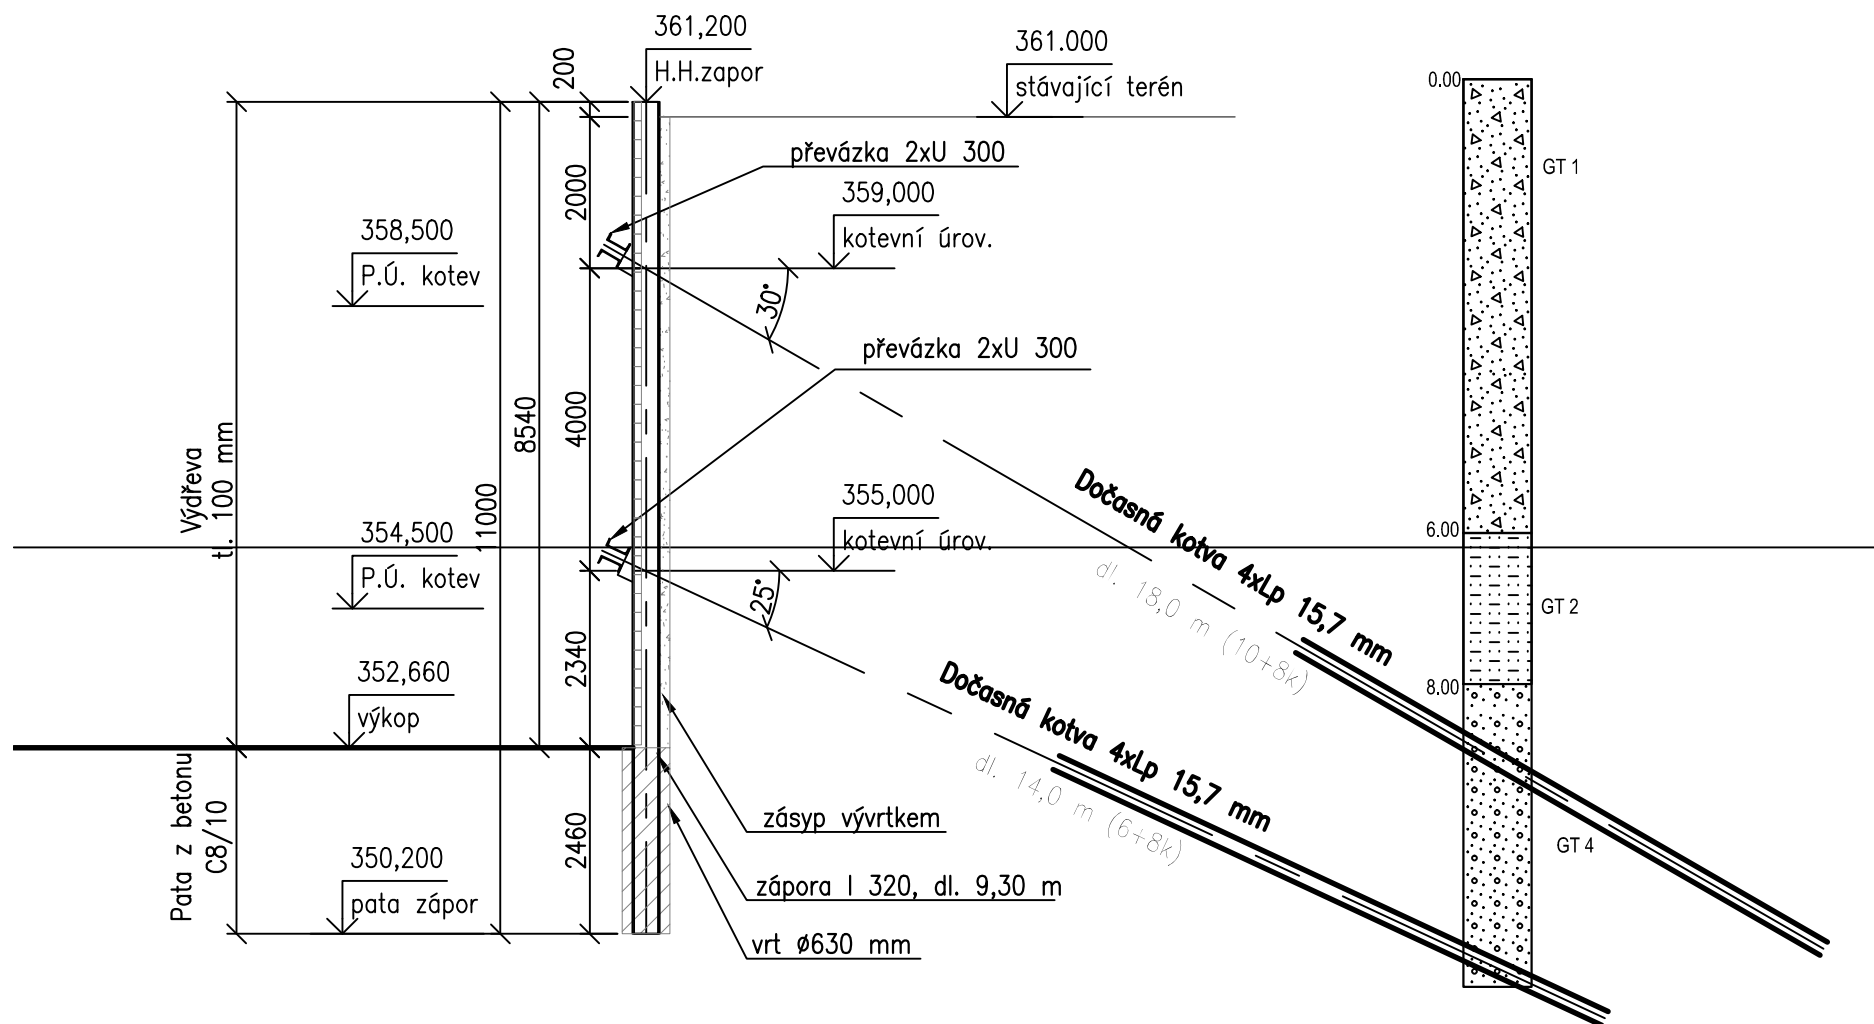 361,200
H.H.zapor
361.000
stávající terén
200
0.00
převázka 2xU 300
GT 1
2000
359,000
kotevní úrov.
358,500
P.Ú. kotev
30°
převázka 2xU 300
8540
4000
Výdřeva
tl. 100 mm
11000
355,000
kotevní úrov.
354,500
P.Ú. kotev
25°
Dočasná kotva 4xLp 15,7 mm
dl. 18,0 m (10+8k)
6.00
GT 2
2340
352,660
výkop
8.00
Dočasná kotva 4xLp 15,7 mm
dl. 14,0 m (6+8k)
Pata z betonu
C8/10
2460
zásyp vývrtkem
GT 4
350,200
pata zápor
zápora I 320, dl. 9,30 m
vrt ø630 mm